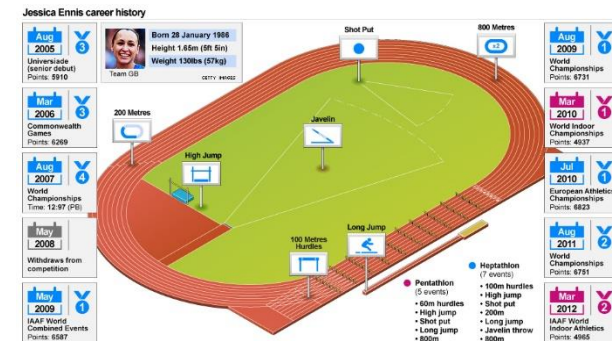 Jessica Ennis career history
Aug
2005
3
Universiade
(senior debut)
Points: 5910
Mar
2006
3
Commonwealth
Games
Points: 6269
Aug
2007
4
World
Championships
Time: 12:97 (PB)
May
2008
Withdraws from
competition
May
2009
1
IAAF World
Combined Events
Points: 6587
Born 28 January 1986
Height 1.65m (5ft 5in)
Weight 130lbs (57kg)
Team GB
GETTY IMAGES
Shot Put
800 Metres
x2
200 Metres
Javelin
High Jump
100 Metres
Hurdles
Long Jump
Pentathlon
(5 events)
• 60m hurdles
• High jump
• Shot put
• Long jump
• 800m
Heptathlon
(7 events)
• 100m hurdles
• High jump
• Shot put
• 200m
• Long jump
• Javelin throw
• 800m
Aug
2009
1
World
Championships
Points: 6731
Mar
2010
1
World Indoor
Championships
Points: 4937
Jul
2010
1
European Athletic
Championships
Points: 6823
Aug
2011
2
World
Championships
Points: 6751
Mar
2012
2
IAAF World
Indoor Athletics
Points: 4965